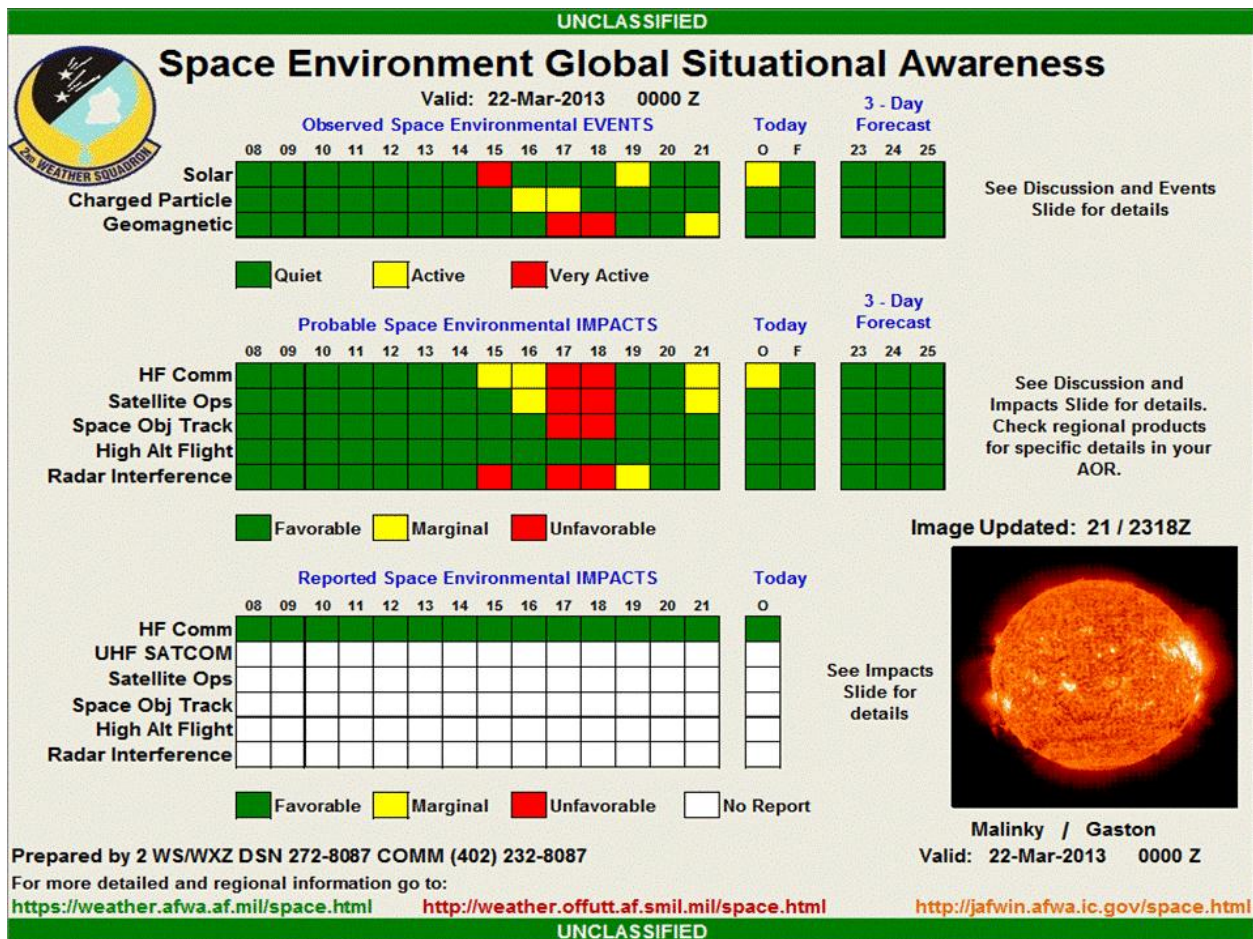 UNCLASSIFIED
Space Environment Global Situational Awareness
Valid: 22-Mar-2013 0000 Z
2ND WEATHER SQUADRON
Observed Space Environmental EVENTS
Today
3 - Day
Forecast
08 09 10 11 12 13 14 15 16 17 18 19 20 21 O F 23 24 25
Solar
Charged Particle
Geomagnetic
See Discussion and Events
Slide for details
Quiet Active Very Active
Probable Space Environmental IMPACTS
Today
3 - Day
Forecast
08 09 10 11 12 13 14 15 16 17 18 19 20 21 O F 23 24 25
HF Comm
Satellite Ops
Space Obj Track
High Alt Flight
Radar Interference
See Discussion and
Impacts Slide for details.
Check regional products
for specific details in your
AOR.
Favorable Marginal Unfavorable
Image Updated: 21 / 2318Z
Reported Space Environmental IMPACTS
Today
08 09 10 11 12 13 14 15 16 17 18 19 20 21 O
HF Comm
UHF SATCOM
Satellite Ops
Space Obj Track
High Alt Flight
Radar Interference
See Impacts
Slide for
details
Favorable Marginal Unfavorable No Report
Malinky / Gaston
Prepared by 2 WS/WXZ DSN 272-8087 COMM (402) 232-8087
Valid: 22-Mar-2013 0000 Z
For more detailed and regional information go to:
https://weather.afwa.af.mil/space.html http://weather.offutt.af.smil.mil/space.html http://jafwin.afwa.ic.gov/space.html
UNCLASSIFIED